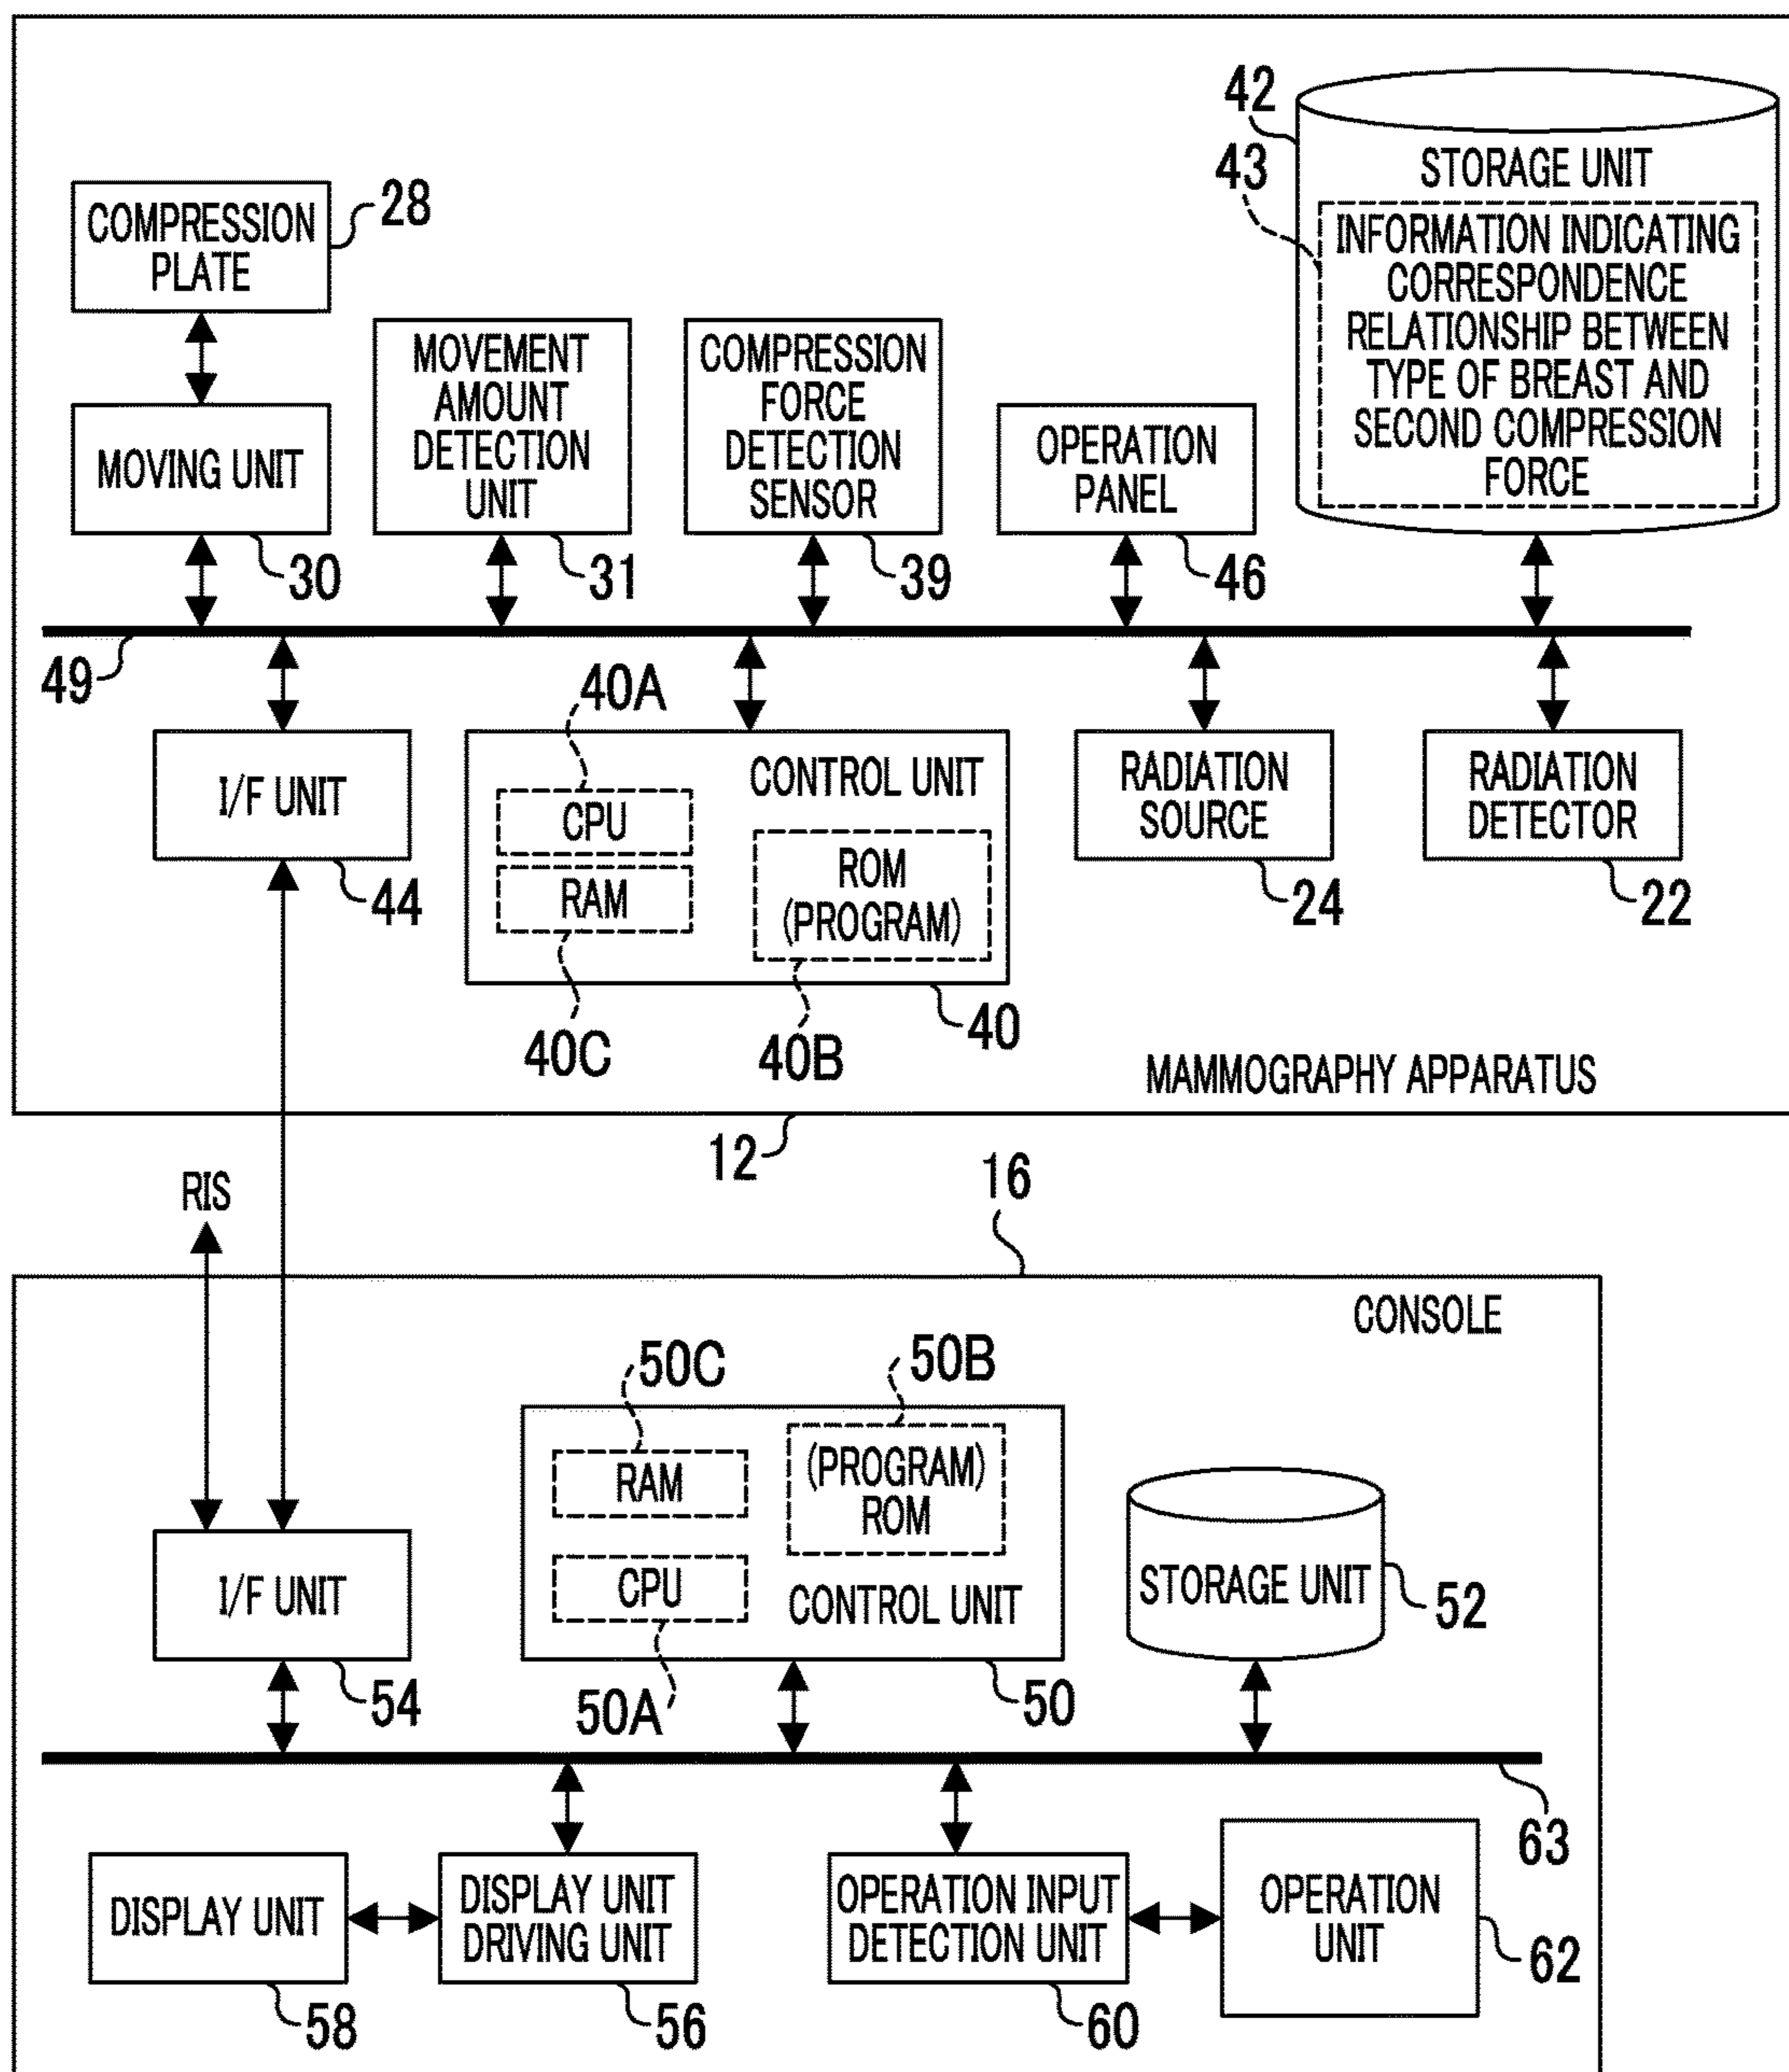 42
43
STORAGE UNIT
INFORMATION INDICATING
CORRESPONDENCE
RELATIONSHIP BETWEEN
TYPE OF BREAST AND
SECOND COMPRESSION
FORCE
COMPRESSION
PLATE
28
MOVING UNIT
30
MOVEMENT
AMOUNT
DETECTION
UNIT
31
COMPRESSION
FORCE
DETECTION
SENSOR
39
OPERATION
PANEL
46
49
I/F UNIT
44
40A
CONTROL UNIT
CPU
RAM
ROM
(PROGRAM)
40C
40B
40
RADIATION
SOURCE
24
RADIATION
DETECTOR
22
MAMMOGRAPHY APPARATUS
12
RIS
16
CONSOLE
50C
50B
RAM
(PROGRAM)
ROM
CPU
CONTROL UNIT
50A
50
I/F UNIT
54
STORAGE UNIT
52
63
DISPLAY UNIT
58
DISPLAY UNIT
DRIVING UNIT
56
OPERATION INPUT
DETECTION UNIT
60
OPERATION
UNIT
62